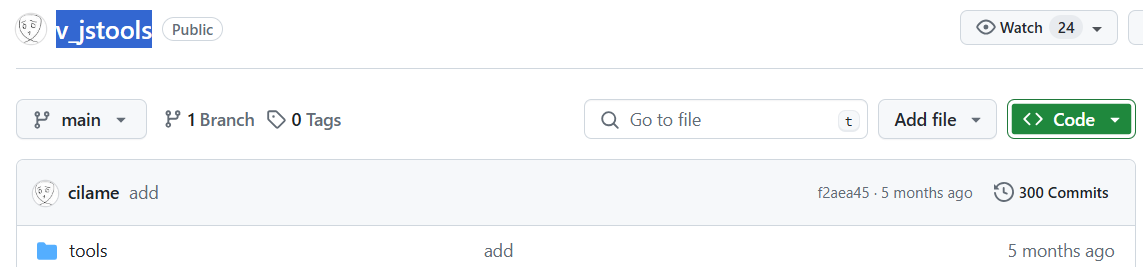 v_jstools Public Watch 24
main 1 Branch 0 Tags Go to file t Add file Code
cilame add f2aea45 · 5 months ago 300 Commits
tools add 5 months ago